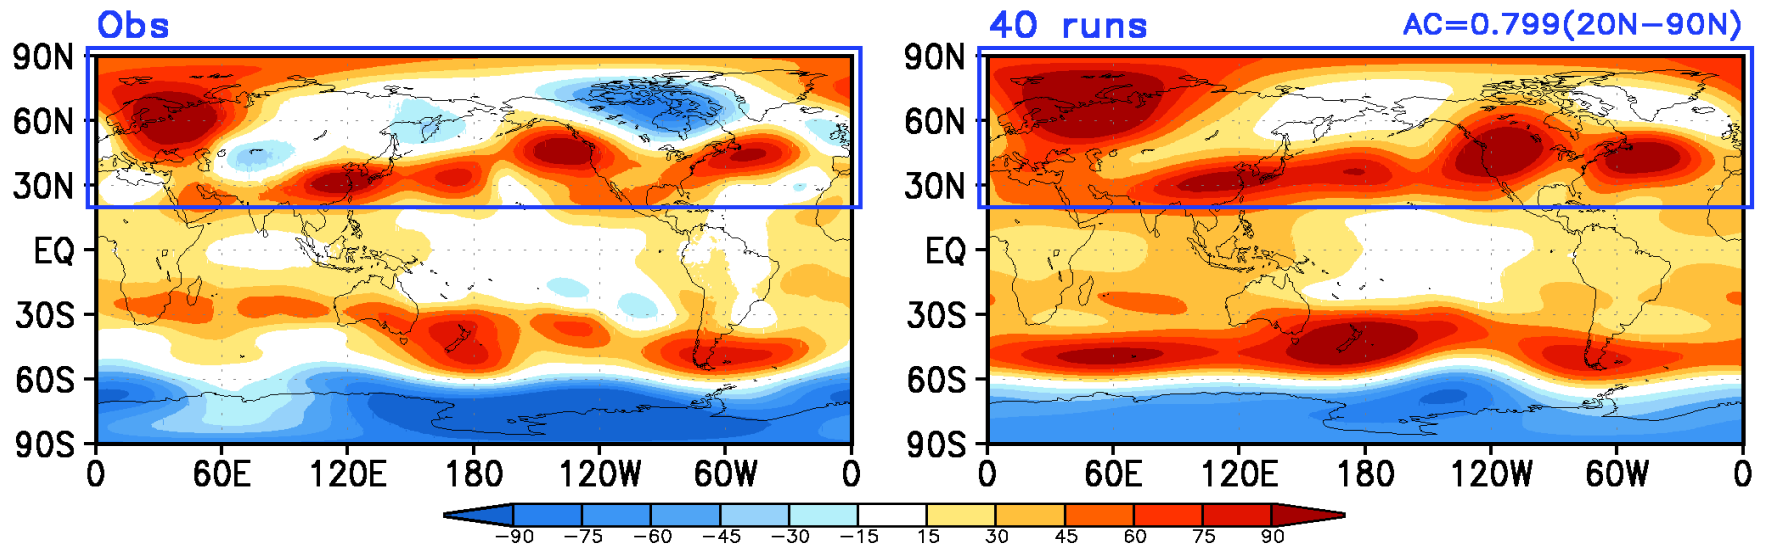 Obs
40 runs AC=0.799(20N−90N)
90N 90N
60N 60N
30N 30N
EQ EQ
30S 30S
60S 60S
90S 90S
0 60E 120E 180 120W 60W 0 0 60E 120E 180 120W 60W 0
−90 −75 −60 −45 −30 −15 15 30 45 60 75 90